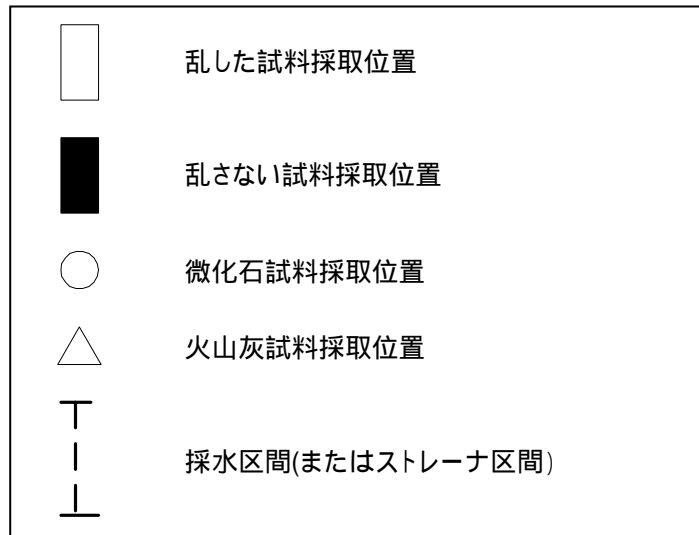 乱した試料採取位置
乱さない試料採取位置
微化石試料採取位置
火山灰試料採取位置
採水区間(またはストレーナ区間)